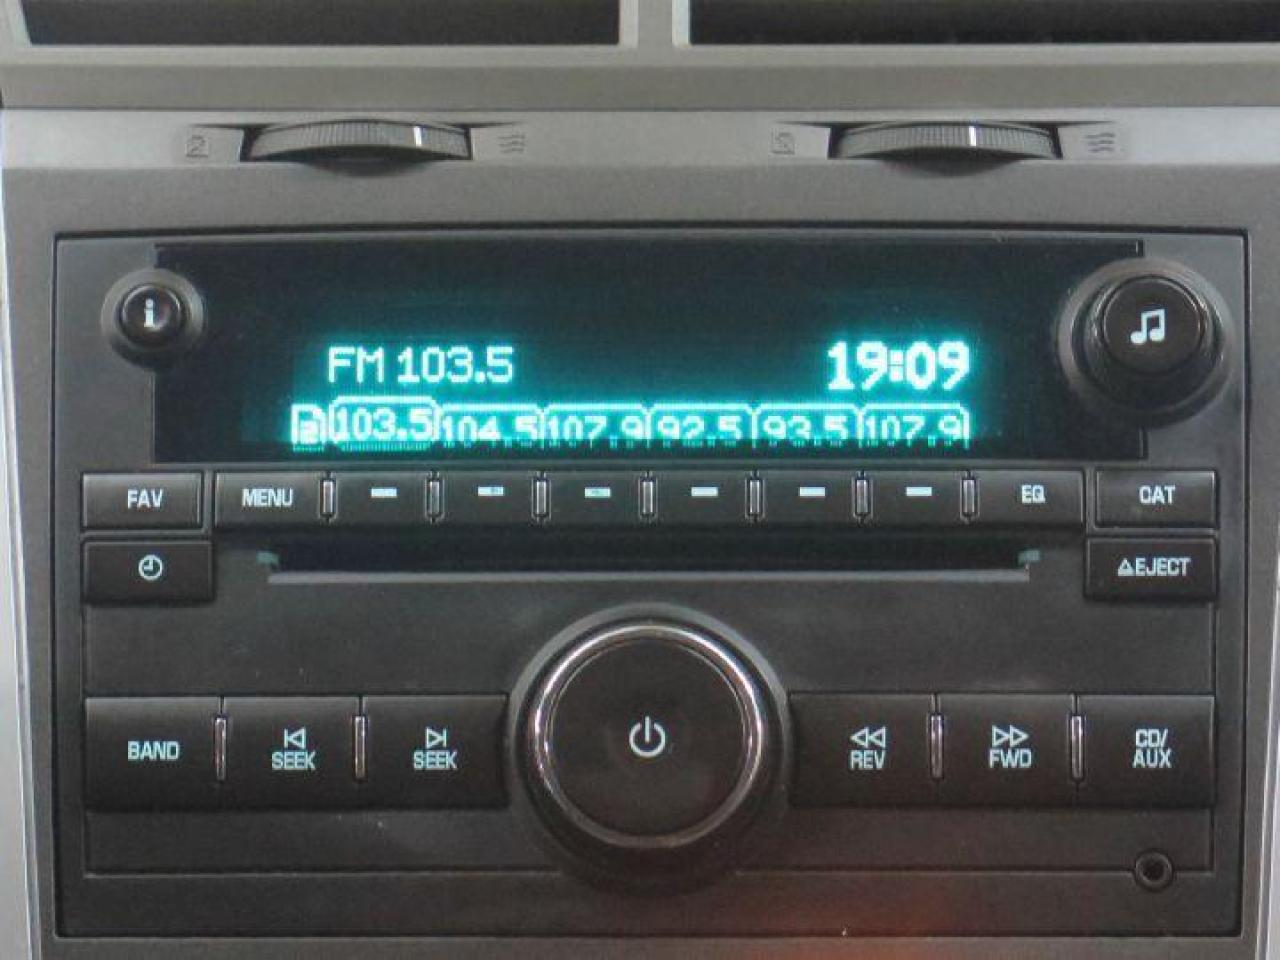 FM 103.5 19:09
2 103.5 104.5 107.9 92.5 93.5 107.9
FAV MENU EQ CAT
EJECT
BAND SEEK SEEK REV FWD CD/
AUX